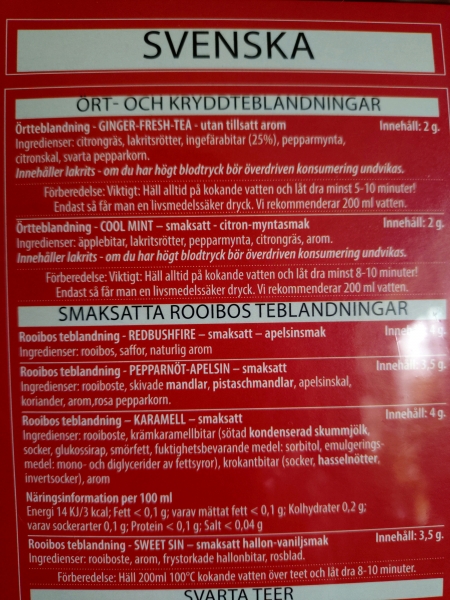 SVENSKA
ÖRT- OCH KRYDDTEBLANDNINGAR
Örtteblandning - GINGER-FRESH-TEA - utan tillsatt arom Innehåll: 2 g.
Ingredienser: citrongräs, lakritsrötter, ingefärabitar (25%), pepparmynta,
citronskal, svarta pepparkorn.
Innehåller lakrits - om du har högt blodtryck bör överdriven konsumering undvikas.
Förberedelse: Viktigt: Häll alltid på kokande vatten och låt dra minst 5-10 minuter!
Endast så får man en livsmedelssäker dryck. Vi rekommenderar 200 ml vatten.
Örtteblandning - COOL MINT – smaksatt - citron-myntasmak Innehåll: 2 g.
Ingredienser: äpplebitar, lakritsrötter, pepparmynta, citrongräs, arom.
Innehåller lakrits - om du har högt blodtryck bör överdriven konsumering undvikas.
Förberedelse: Viktigt: Häll alltid på kokande vatten och låt dra minst 8-10 minuter!
Endast så får man en livsmedelssäker dryck. Vi rekommenderar 200 ml vatten.
SMAKSATTA ROOIBOS TEBLANDNINGAR
Rooibos teblandning - REDBUSHFIRE – smaksatt – apelsinsmak
Ingredienser: rooibos, saffor, naturlig arom
Rooibos teblandning - PEPPARNÖT-APELSIN – smaksatt 3,5 g.
Ingredienser: rooiboste, skivade mandlar, pistaschmandlar, apelsinskal,
koriander, arom,rosa pepparkorn.
Rooibos teblandning – KARAMELL – smaksatt Innehåll: 4 g.
Ingredienser: rooiboste, krämkaramellbitar (sötad kondenserad skummjölk,
socker, glukossirap, smörfett, fuktighetsbevarande medel: sorbitol, emulgerings-
medel: mono- och diglycerider av fettsyror), krokantbitar (socker, hasselnötter,
invertsocker), arom
Näringsinformation per 100 ml
Energi 14 KJ/3 kcal; Fett < 0,1 g; varav mättat fett < 0,1 g; Kolhydrater 0,2 g;
varav sockerarter 0,1 g; Protein < 0,1 g; Salt < 0,04 g
Rooibos teblandning - SWEET SIN – smaksatt hallon-vaniljsmak Innehåll: 3,5 g.
Ingredienser: rooiboste, arom, frystorkade hallonbitar, rosblad.
Förberedelse: Häll 200ml 100°C kokande vatten över teet och låt dra 8-10 minuter.
SVARTA TEER